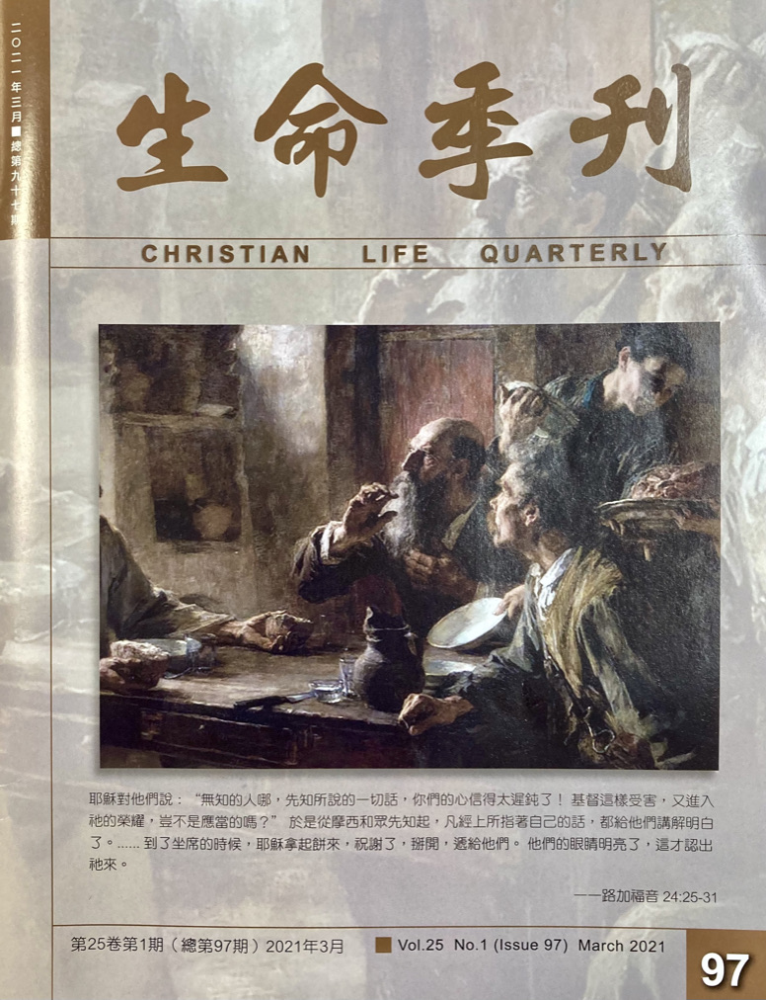 二〇二一年三月■總第九十七期
生命季刊
CHRISTIAN LIFE QUARTERLY
耶穌對他們說：“無知的人哪，先知所說的一切話，你們的心信得太遲鈍了！基督這樣受害，又進入
祂的榮耀，豈不是應當的嗎？” 於是從摩西和眾先知起，凡經上所指著自己的話，都給他們講解明白
了。...... 到了坐席的時候，耶穌拿起餅來，祝謝了，掰開，遞給他們。他們的眼睛明亮了，這才認出
祂來。
——路加福音 24:25-31
第25卷第1期（總第97期）2021年3月 ■ Vol.25 No.1 (Issue 97) March 2021
97